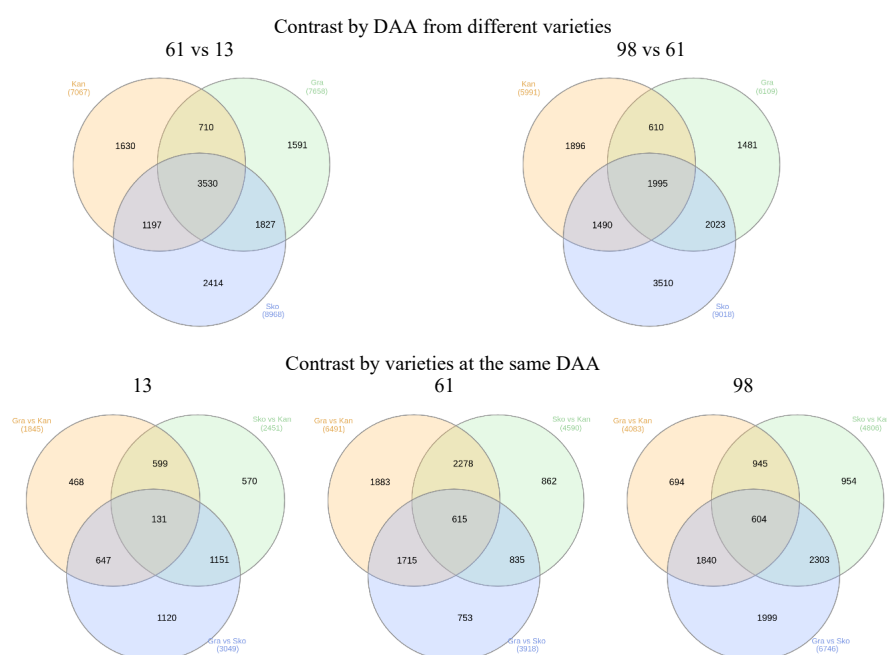 Contrast by DAA from different varieties
61 vs 13
98 vs 61
Kan
(7067)
Gra
(7658)
710
1630
1591
3530
1197
1827
2414
Sko
(8968)
Kan
(5991)
Gra
(6109)
610
1896
1481
1995
1490
2023
3510
Sko
(9018)
Contrast by varieties at the same DAA
13
61
98
Gra vs Kan
(1845)
Sko vs Kan
(2451)
599
468
570
131
647
1151
1120
Gra vs Sko
(3049)
Gra vs Kan
(6491)
Sko vs Kan
(4590)
2278
1883
862
615
1715
835
753
Gra vs Sko
(3918)
Gra vs Kan
(4083)
Sko vs Ka
(4806)
945
694
954
604
1840
2303
1999
Gra vs Sko
(6746)